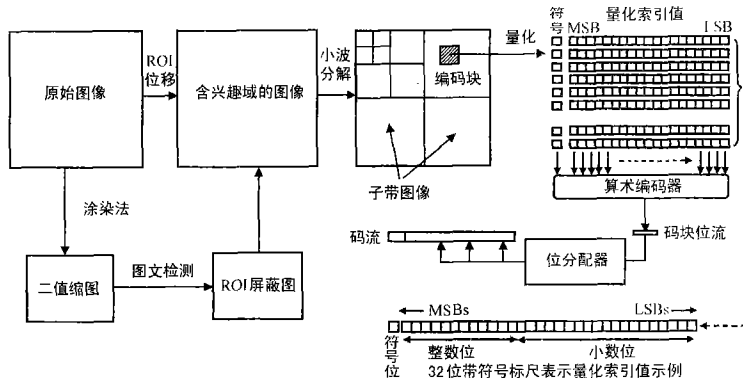 符号
量化索引值
MSB
LSB
量化
原始图像
ROI
位移
含兴趣域的图像
小波
分解
编码块
子带图像
算术编码器
涂染法
码流
位分配器
码块位流
二值缩图
图文检测
ROI屏蔽图
MSBs
LSBs
符号位
整数位
小数位
32位带符号标尺表示量化索引值示例